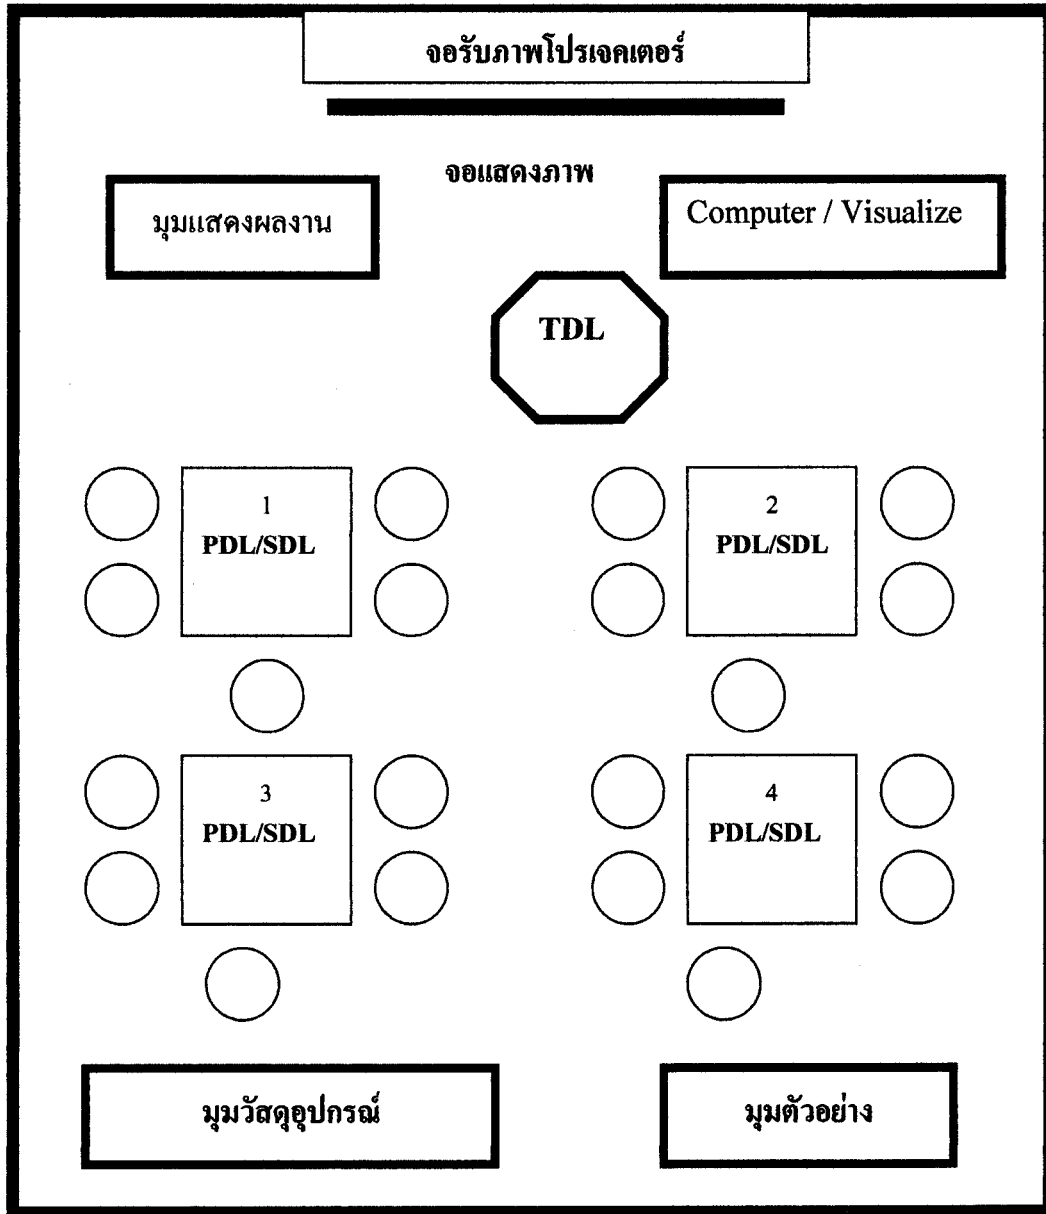 จอรับภาพโปรเจคเตอร์
จอแสดงภาพ
มุมแสดงผลงาน
Computer / Visualize
TDL
1
PDL/SDL
2
PDL/SDL
3
PDL/SDL
4
PDL/SDL
มุมวัสดุอุปกรณ์
มุมตัวอย่าง